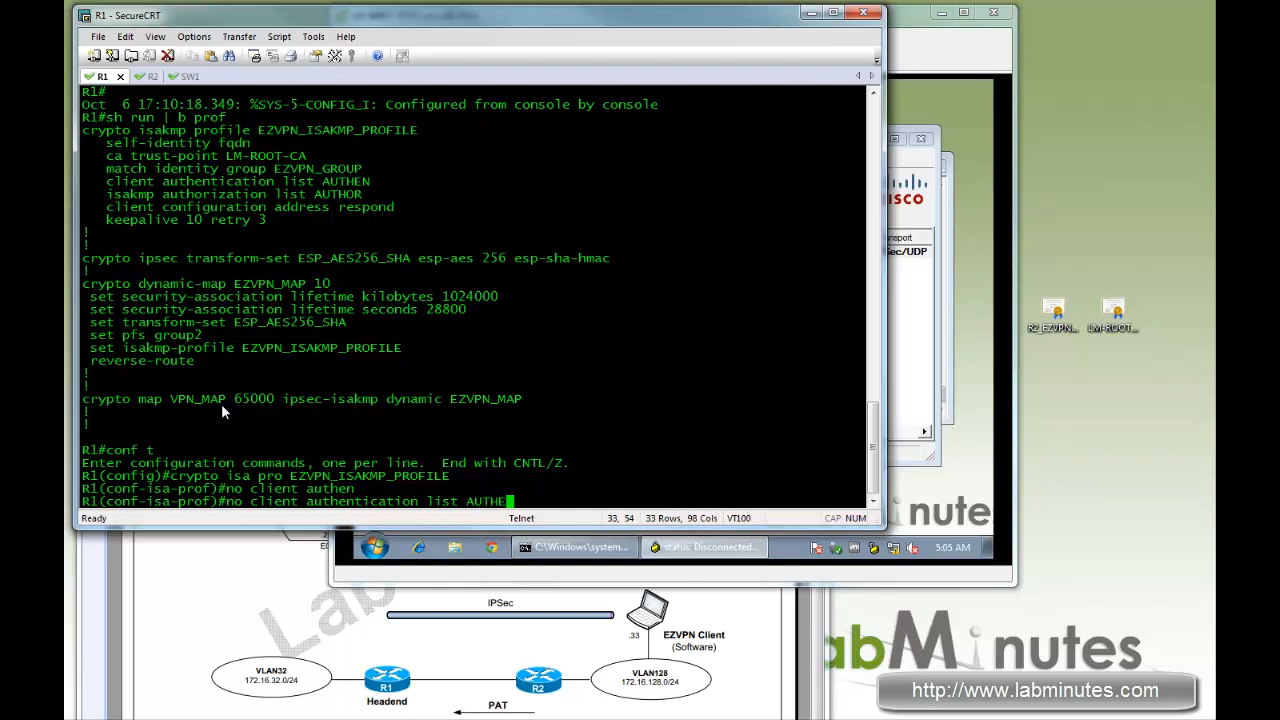 R1 - SecureCRT
File Edit View Options Transfer Script Tools Help
R1 R2 SW1
R1#
Oct  6 17:10:18.349: %SYS-5-CONFIG_I: Configured from console by console
R1#sh run | b prof
crypto isakmp profile EZVPN_ISAKMP_PROFILE
   self-identity fqdn
   ca trust-point LM-ROOT-CA
   match identity group EZVPN_GROUP
   client authentication list AUTHEN
   isakmp authorization list AUTHOR
   client configuration address respond
   keepalive 10 retry 3
!
!
crypto ipsec transform-set ESP_AES256_SHA esp-aes 256 esp-sha-hmac
!
crypto dynamic-map EZVPN_MAP 10
 set security-association lifetime kilobytes 1024000
 set security-association lifetime seconds 28800
 set transform-set ESP_AES256_SHA
 set pfs group2
 set isakmp-profile EZVPN_ISAKMP_PROFILE
 reverse-route
!
!
crypto map VPN_MAP 65000 ipsec-isakmp dynamic EZVPN_MAP
!
!
R1#conf t
Enter configuration commands, one per line.  End with CNTL/Z.
R1(config)#crypto isa pro EZVPN_ISAKMP_PROFILE
R1(conf-isa-prof)#no client authen
R1(conf-isa-prof)#no client authentication list AUTHE
Ready Telnet 33, 54 33 Rows, 98 Cols VT100 CAP NUM
CISCO
Sec/UDP
R2_EZVPN... LM-ROOT...
C:\Windows\system... status: Disconnected... 5:05 AM
IPSec
.33
EZVPN Client
(Software)
VLAN32
172.16.32.0/24
R1
Headend
R2
VLAN128
172.16.128.0/24
PAT
abMinutes
http://www.labminutes.com